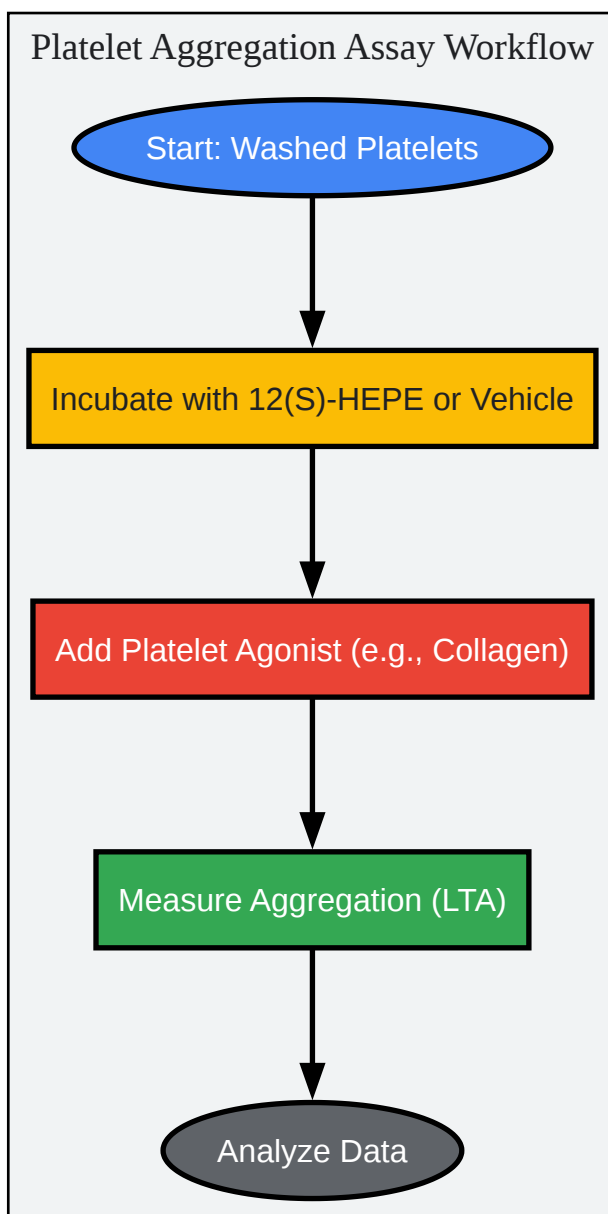 Platelet Aggregation Assay Workflow
Start: Washed Platelets
Incubate with 12(S)-HEPE or Vehicle
Add Platelet Agonist (e.g., Collagen)
Measure Aggregation (LTA)
Analyze Data